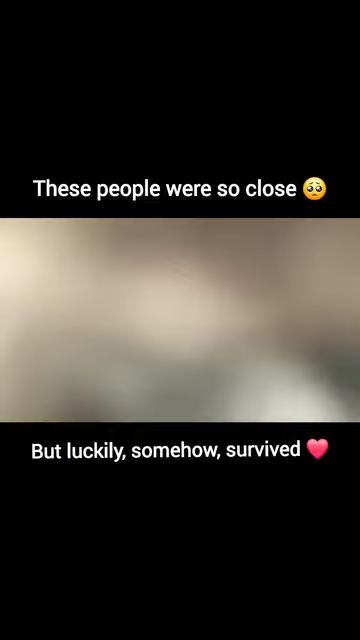 These people were so close 🥺
But luckily, somehow, survived ❤️